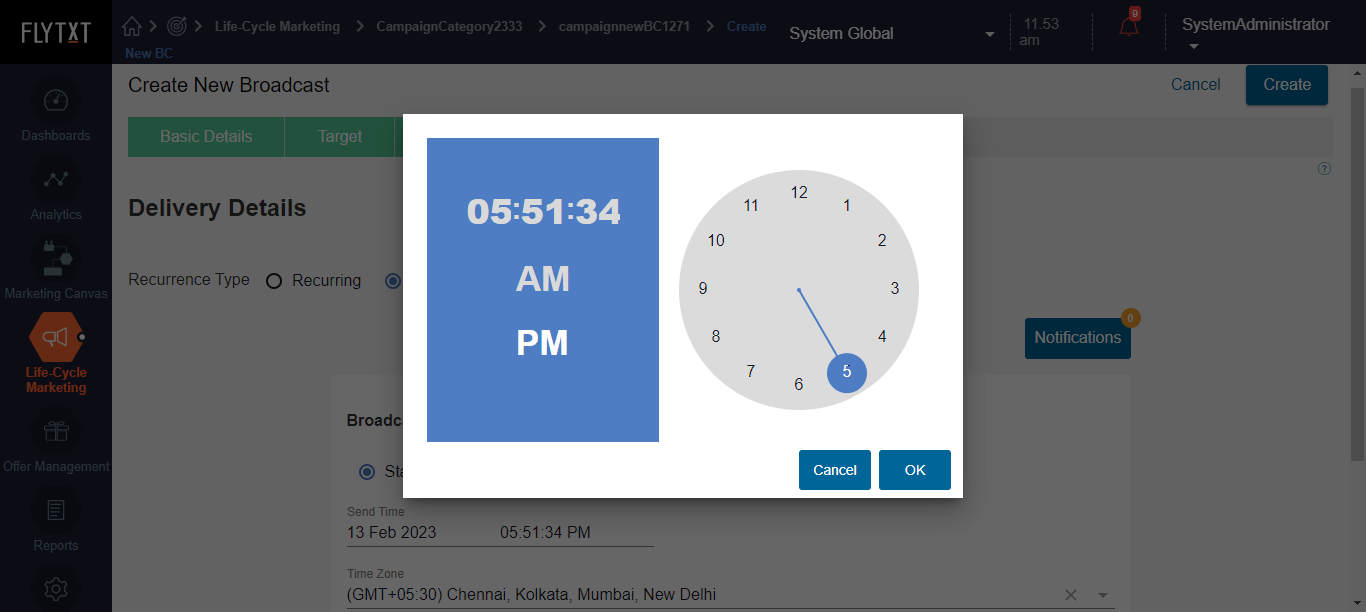 FLYTXT
Life-Cycle Marketing
CampaignCategory2333
campaignnewBC1271
Create
New BC
System Global
11.53
am
9
SystemAdministrator
Dashboards
Analytics
Marketing Canvas
Life-Cycle
Marketing
Offer Management
Reports
Create New Broadcast
Cancel
Create
Basic Details
Target
?
Delivery Details
Recurrence Type
Recurring
0
Notifications
Send Time
13 Feb 2023
05:51:34 PM
Time Zone
(GMT+05:30) Chennai, Kolkata, Mumbai, New Delhi
05:51:34
AM
PM
12
1
2
3
4
5
6
7
8
9
10
11
Cancel
OK